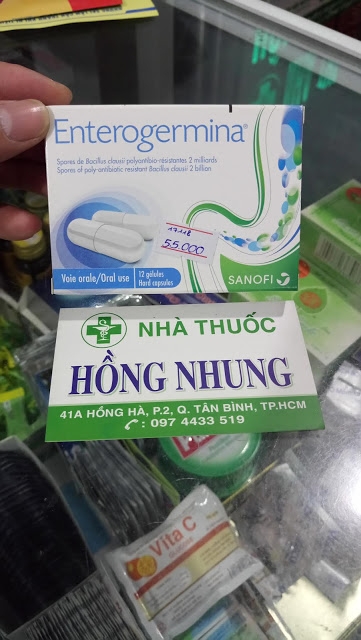 Enterogermina®
Spores de Bacillus clausii polyantibio-résistantes 2 milliards
Spores of poly-antibiotic resistant Bacillus clausii 2 billion
17118
55.000
Voie orale/Oral use
12 gélules
Hard capsules
SANOFI
NHÀ THUỐC
HỒNG NHUNG
41A HỒNG HÀ, P.2, Q. TÂN BÌNH, TP.HCM
: 097 4433 519
Vita C